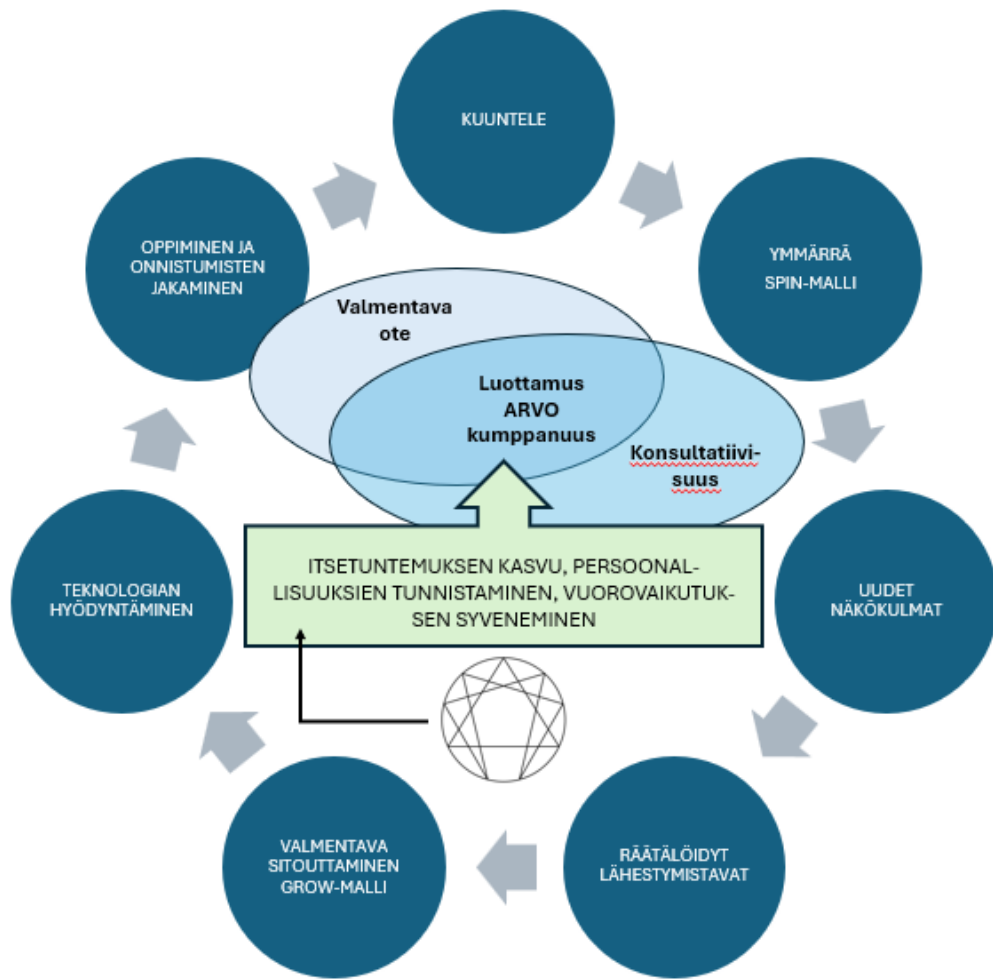 KUUNTELE
OPPIMINEN JA
ONNISTUMISTEN
JAKAMINEN
YMMÄRRÄ
SPIN-MALLI
Valmentava
ote
Luottamus
ARVO
kumppanuus
Konsultatiivi-
suus
TEKNOLOGIAN
HYÖDYNTÄMINEN
ITSETUNTEMUKSEN KASVU, PERSOONAL-
LISUUKSIEN TUNNISTAMINEN, VUOROVAIKUTUK-
SEN SYVENEMINEN
UUDET
NÄKÖKULMAT
VALMENTAVA
SITOUTTAMINEN
GROW-MALLI
RÄÄTÄLÖIDYT
LÄHESTYMISTAVAT